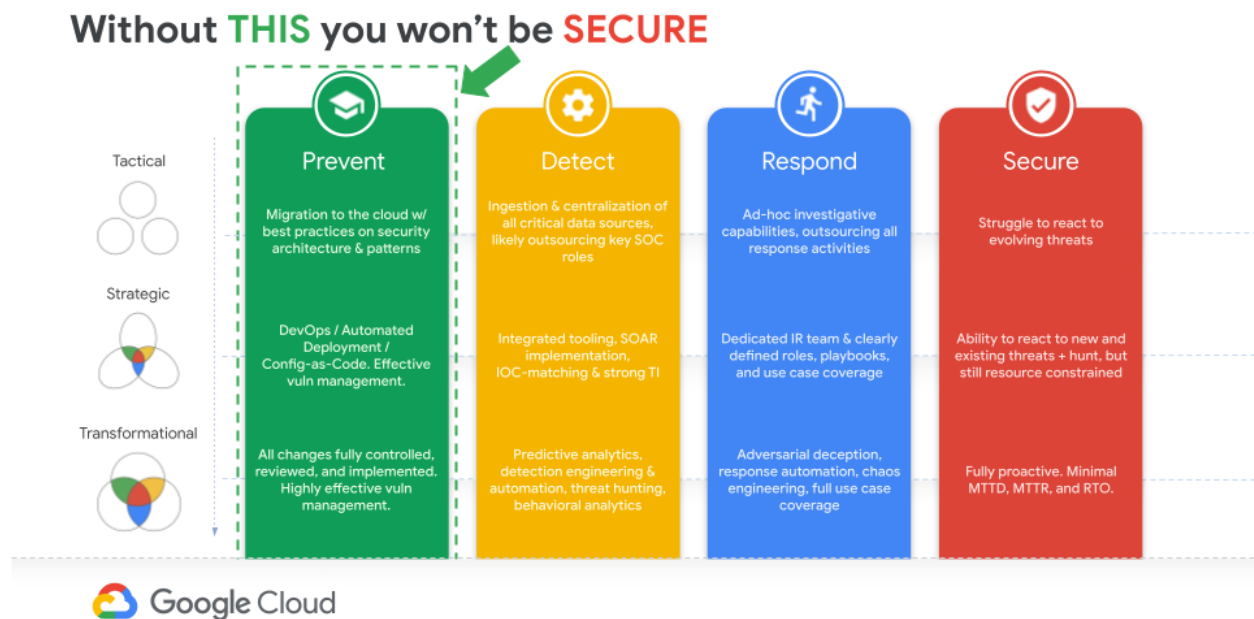 Without THIS you won't be SECURE
Tactical
Strategic
Transformational
Prevent
Migration to the cloud w/
best practices on security
architecture & patterns
DevOps / Automated
Deployment /
Config-as-Code. Effective
vuln management.
All changes fully controlled,
reviewed, and implemented.
Highly effective vuln
management.
Detect
Ingestion & centralization of
all critical data sources,
likely outsourcing key SOC
roles
Integrated tooling, SOAR
implementation,
IOC-matching & strong TI
Predictive analytics,
detection engineering &
automation, threat hunting,
behavioral analytics
Respond
Ad-hoc investigative
capabilities, outsourcing all
response activities
Dedicated IR team & clearly
defined roles, playbooks,
and use case coverage
Adversarial deception,
response automation, chaos
engineering, full use case
coverage
Secure
Struggle to react to
evolving threats
Ability to react to new and
existing threats + hunt, but
still resource constrained
Fully proactive. Minimal
MTTD, MTTR, and RTO.
Google Cloud